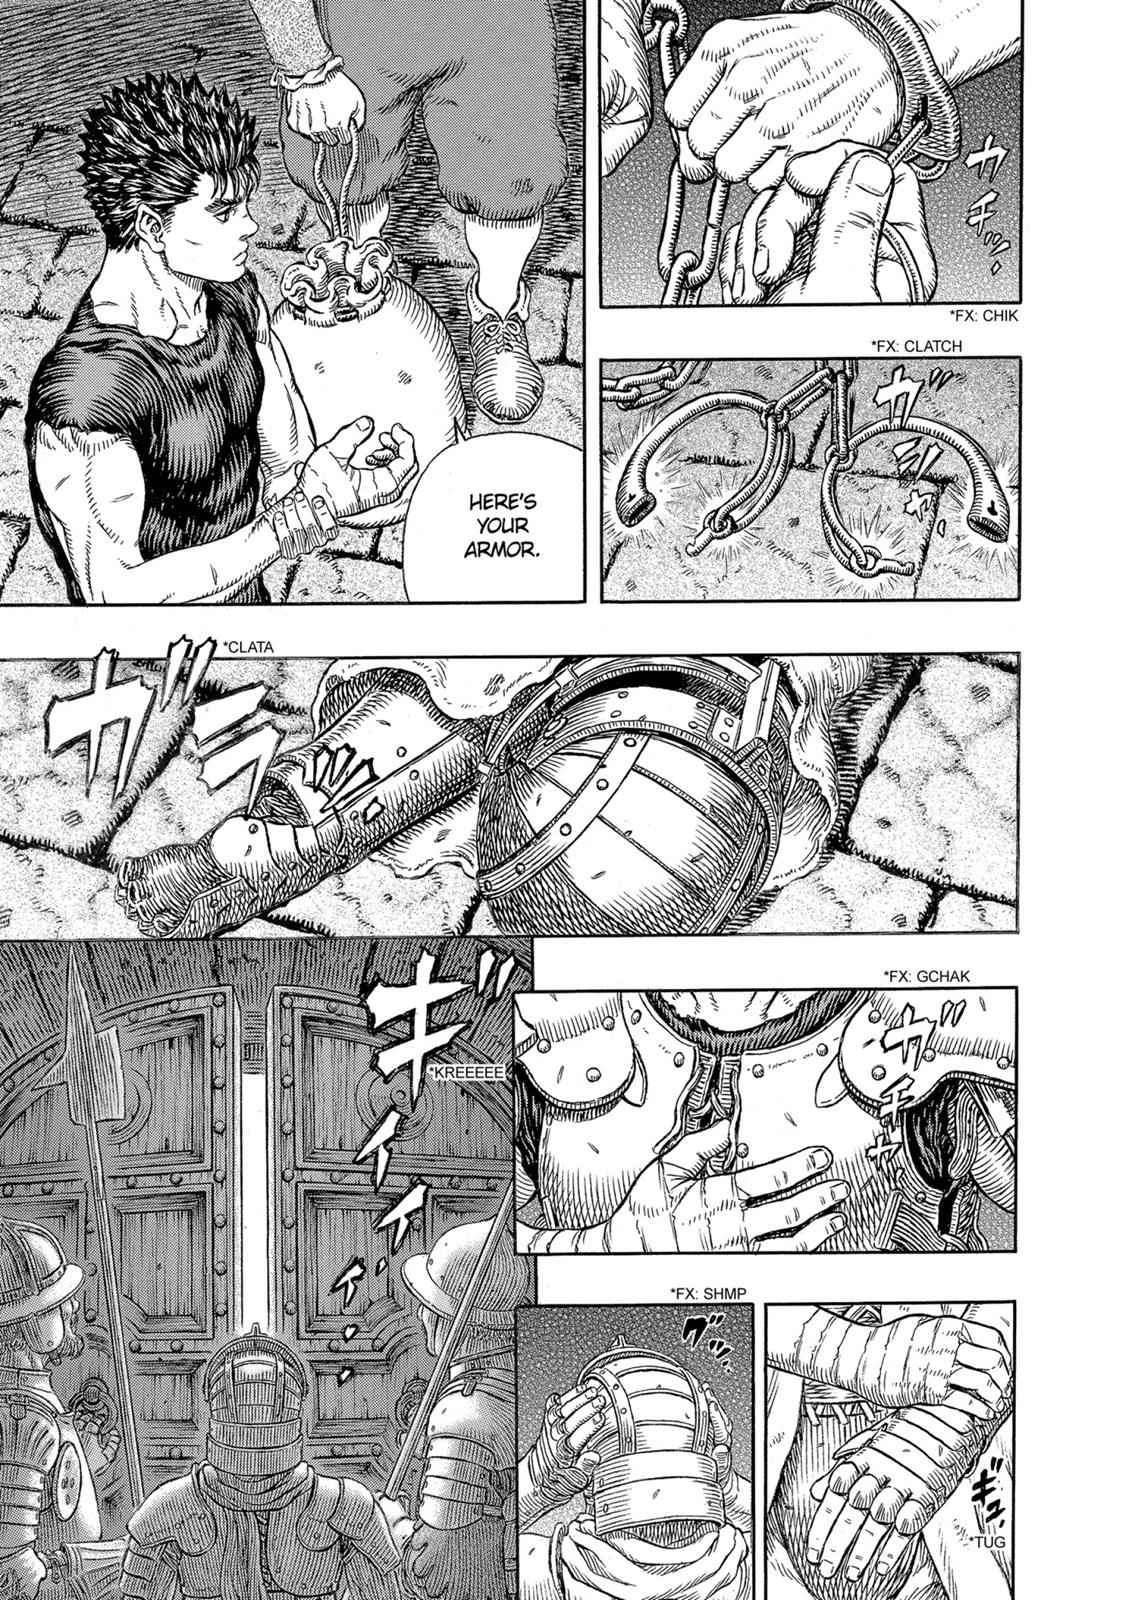 カチッ
*FX: CHIK
*FX: CLATCH
ガシャ
HERE'S
YOUR
ARMOR.
*CLATA
ガラッ
*FX: GCHAK
ガチャ
*KREEEEE
ギィィィ
*FX: SHMP
グッ
ギュ
*TUG